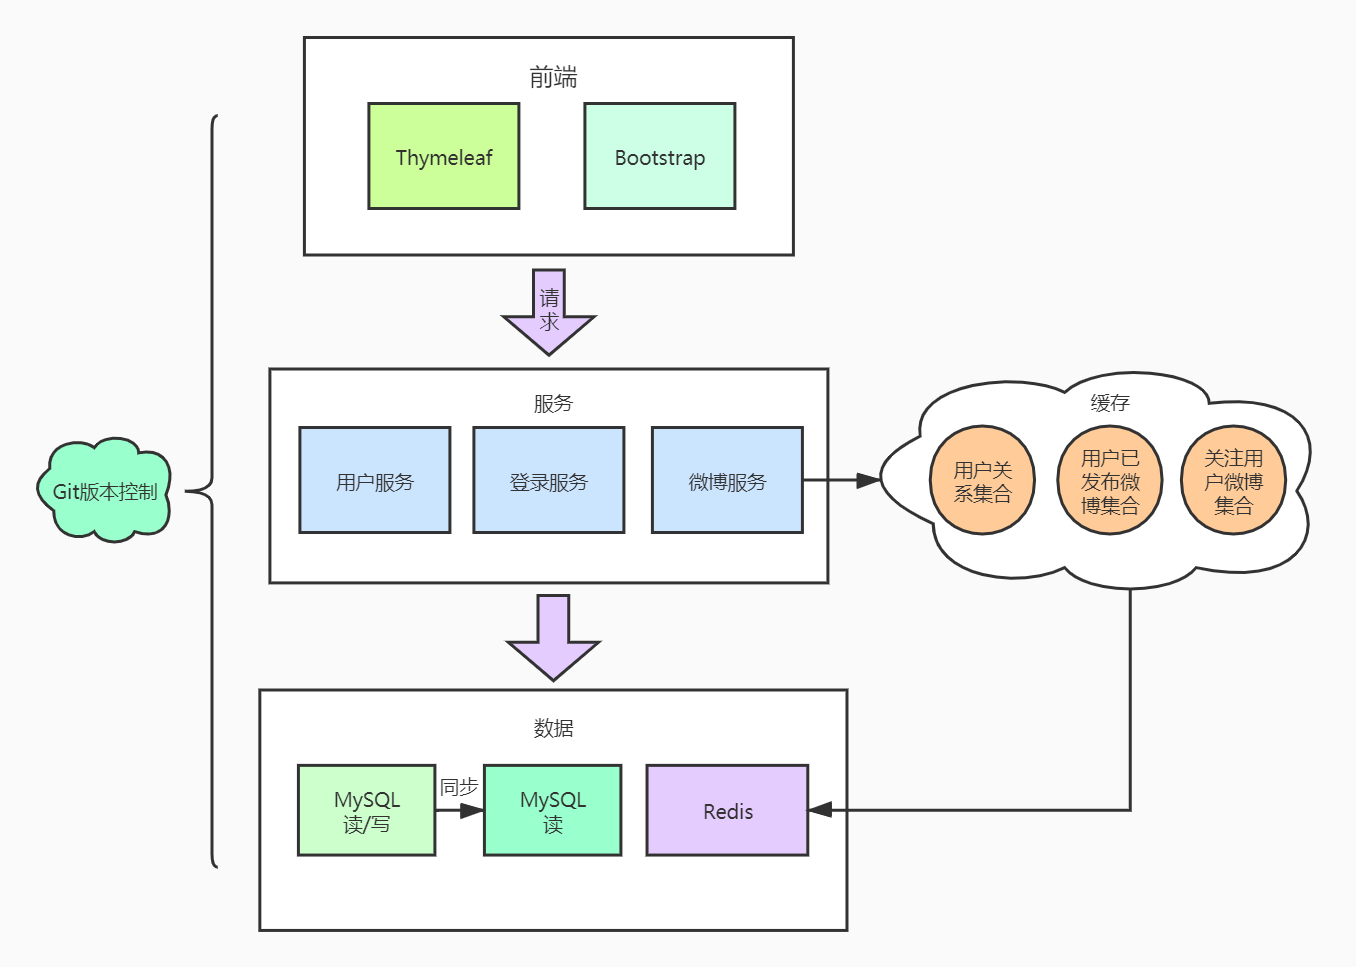 前端
Thymeleaf
Bootstrap
请
求
服务
用户服务
登录服务
微博服务
缓存
用户关
系集合
用户已
发布微
博集合
关注用
户微博
集合
Git版本控制
数据
MySQL
读/写
同步
MySQL
读
Redis